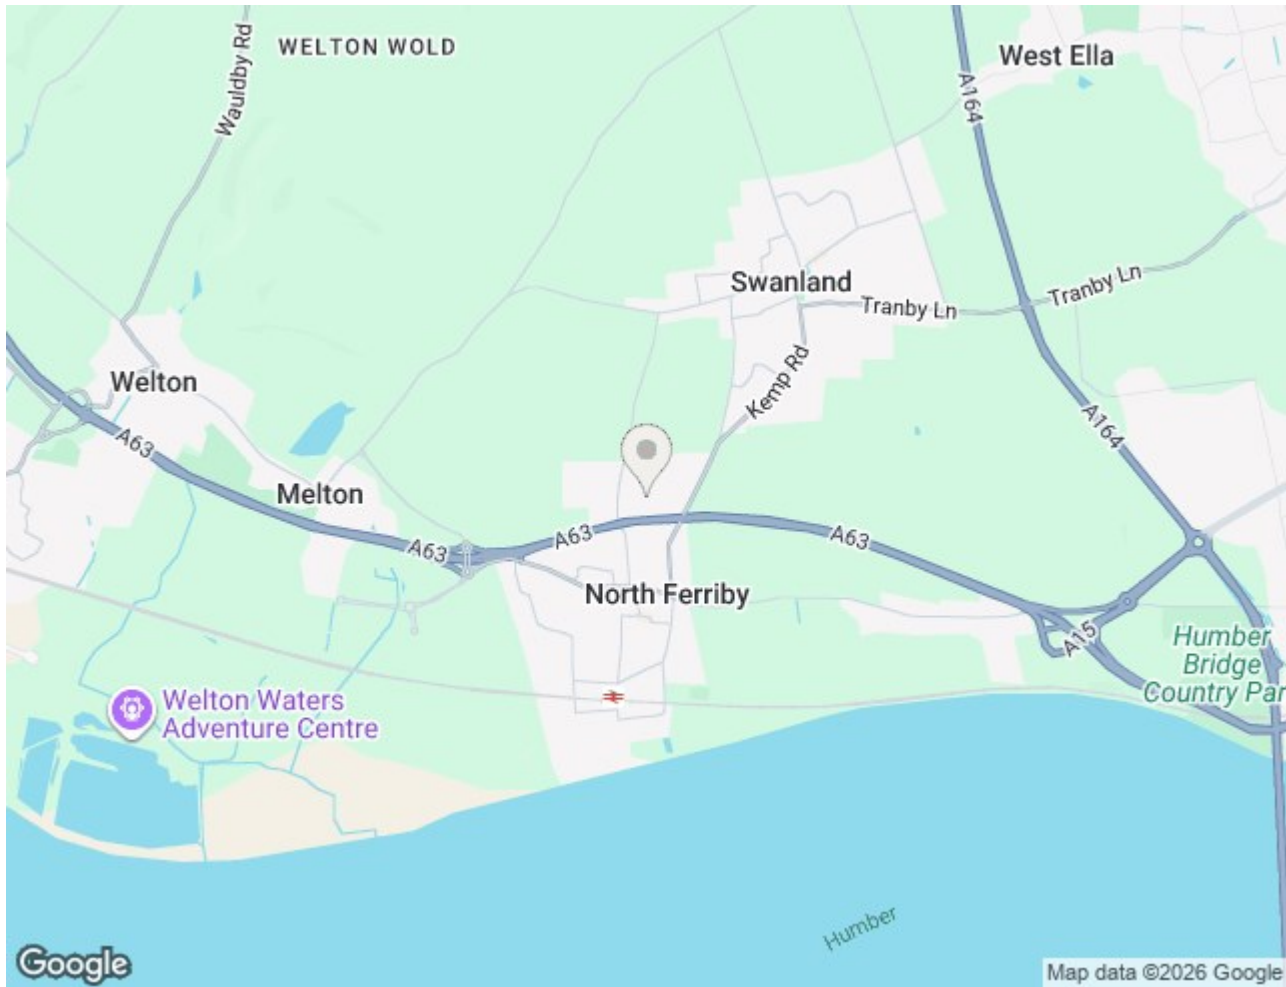 WELTON WOLD
Wauldby Rd
West Ella
A164
Swanland
Tranby Ln
Tranby Ln
Kemp Rd
Welton
A63
A164
Melton
A63
A63
A63
North Ferriby
A15
Humber
Bridge
Country Par
Welton Waters
Adventure Centre
Humber
Google
Map data ©2026 Google